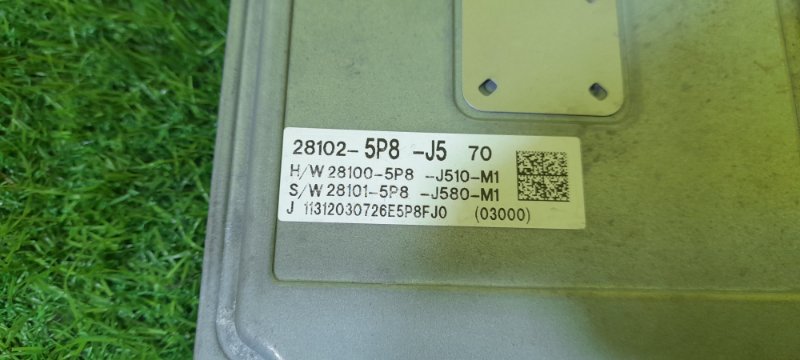 28102-5P8 -J5 70
H/W 28100-5P8 -J510-M1
S/W 28101-5P8 -J580-M1
J 11312030726E5P8FJ0 (03000)